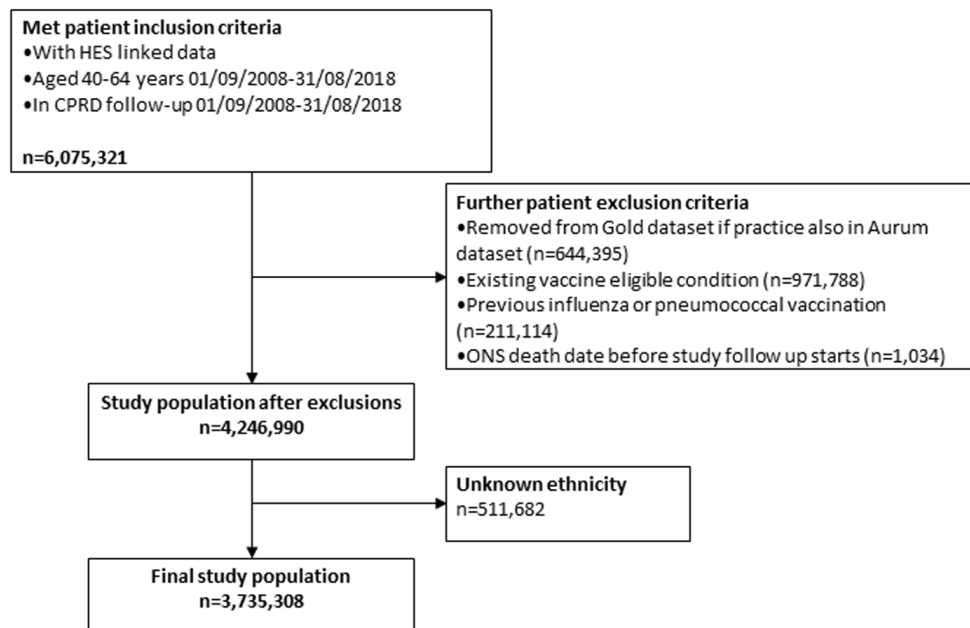 Met patient inclusion criteria
•With HES linked data
•Aged 40-64 years 01/09/2008-31/08/2018
•In CPRD follow-up 01/09/2008-31/08/2018
n=6,075,321
Further patient exclusion criteria
•Removed from Gold dataset if practice also in Aurum
dataset (n=644,395)
•Existing vaccine eligible condition (n=971,788)
•Previous influenza or pneumococcal vaccination
(n=211,114)
•ONS death date before study follow up starts (n=1,034)
Study population after exclusions
n=4,246,990
Unknown ethnicity
n=511,682
Final study population
n=3,735,308